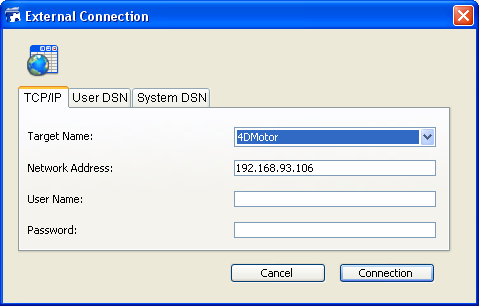 External Connection
TCP/IP User DSN System DSN
Target Name: 4DMotor
Network Address: 192.168.93.106
User Name:
Password:
Cancel Connection